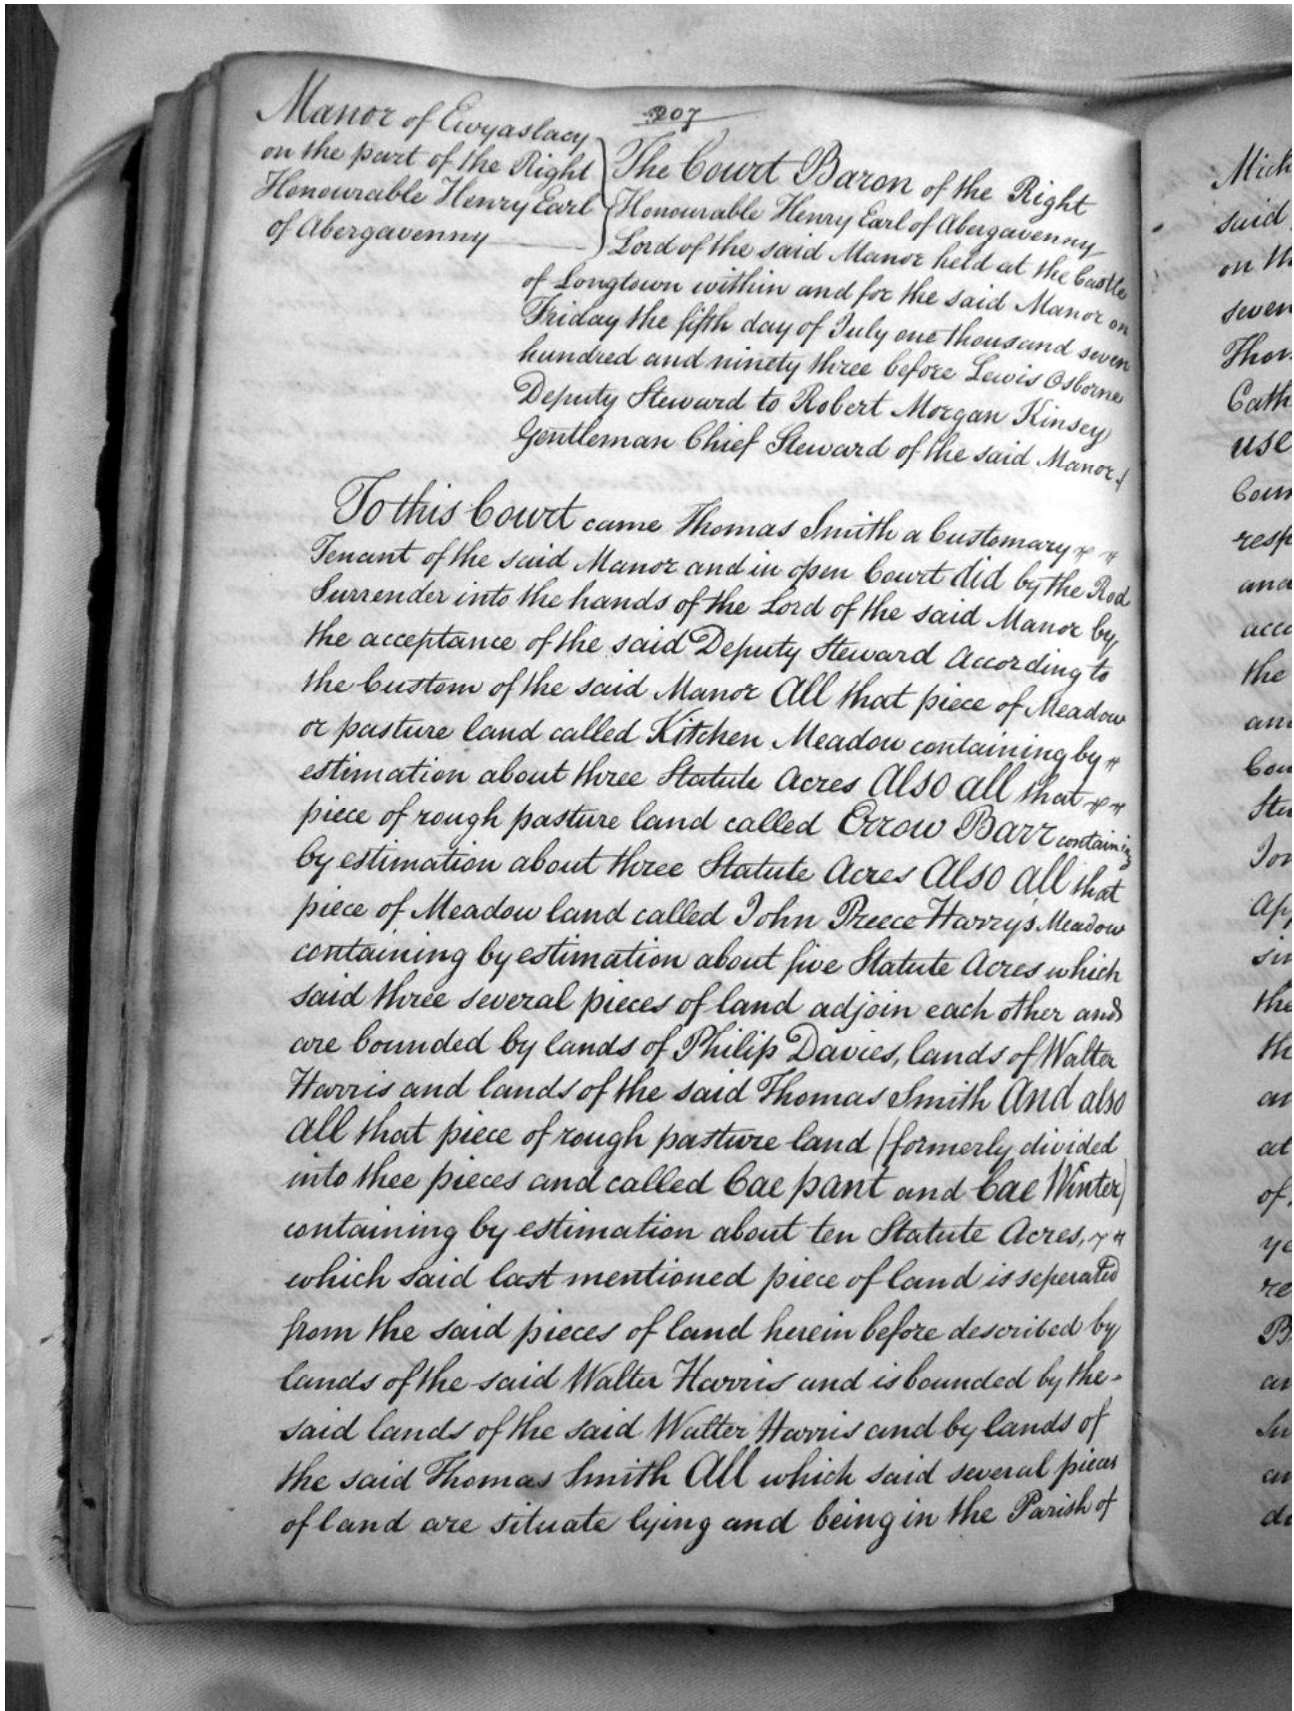 207
Manor of Ewyaslacy
on the part of the Right
Honourable Henry Earl
of Abergavenny
The Court Baron of the Right
Honourable Henry Earl of Abergavenny
Lord of the said Manor held at the Castle
of Longtown within and for the said Manor on
Friday the fifth day of July one thousand seven
hundred and ninety three before Lewis Osborne
Deputy Steward to Robert Morgan Kinsey
Gentleman Chief Steward of the said Manor.
To this Court came Thomas Smith a Customary
Tenant of the said Manor and in open Court did by the Rod
Surrender into the hands of the Lord of the said Manor by
the acceptance of the said Deputy Steward According to
the Custom of the said Manor All that piece of Meadow
or pasture land called Kitchen Meadow containing by
estimation about three Statute Acres Also all that
piece of rough pasture land called Errow Barr containing
by estimation about three Statute Acres Also all that
piece of Meadow land called John Preece Harrys Meadow
containing by estimation about five Statute Acres which
said three several pieces of land adjoin each other and
are bounded by lands of Philip Davies, lands of Walter
Harris and lands of the said Thomas Smith And also
all that piece of rough pasture land (formerly divided
into thee pieces and called Cae pant and Cae Winter)
containing by estimation about ten Statute Acres,
which said last mentioned piece of land is seperated
from the said pieces of land herein before described by
lands of the said Walter Harris and is bounded by the
said lands of the said Walter Harris and by lands of
the said Thomas Smith All which said several pieces
of land are situate lying and being in the Parish of
said
on
seven
use
resp
and
the
the
at
of